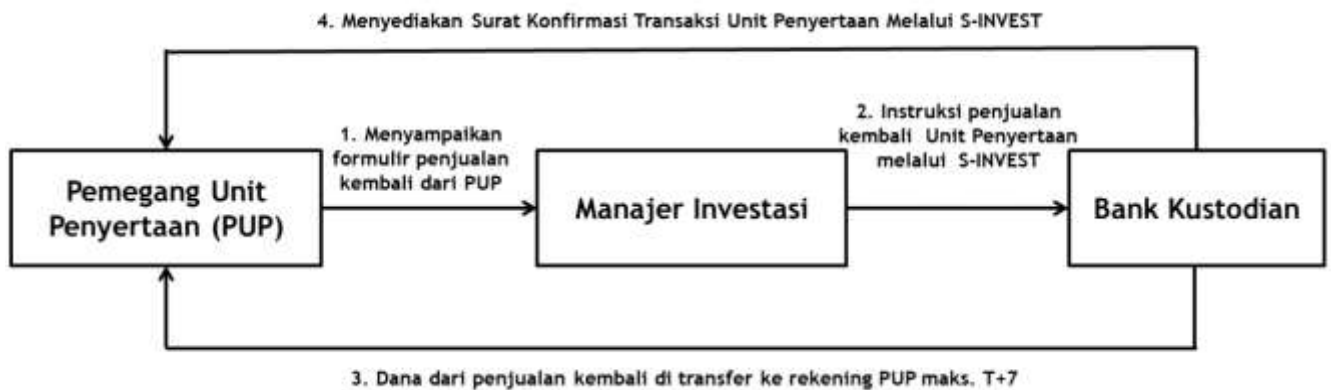 4. Menyediakan Surat Konfirmasi Transaksi Unit Penyertaan Melalui S-INVEST
1. Menyampaikan
formulir penjualan
kembali dari PUP
2. Instruksi penjualan
kembali Unit Penyertaan
melalui S-INVEST
Pemegang Unit
Penyertaan (PUP)
Manajer Investasi
Bank Kustodian
3. Dana dari penjualan kembali di transfer ke rekening PUP maks. T+7